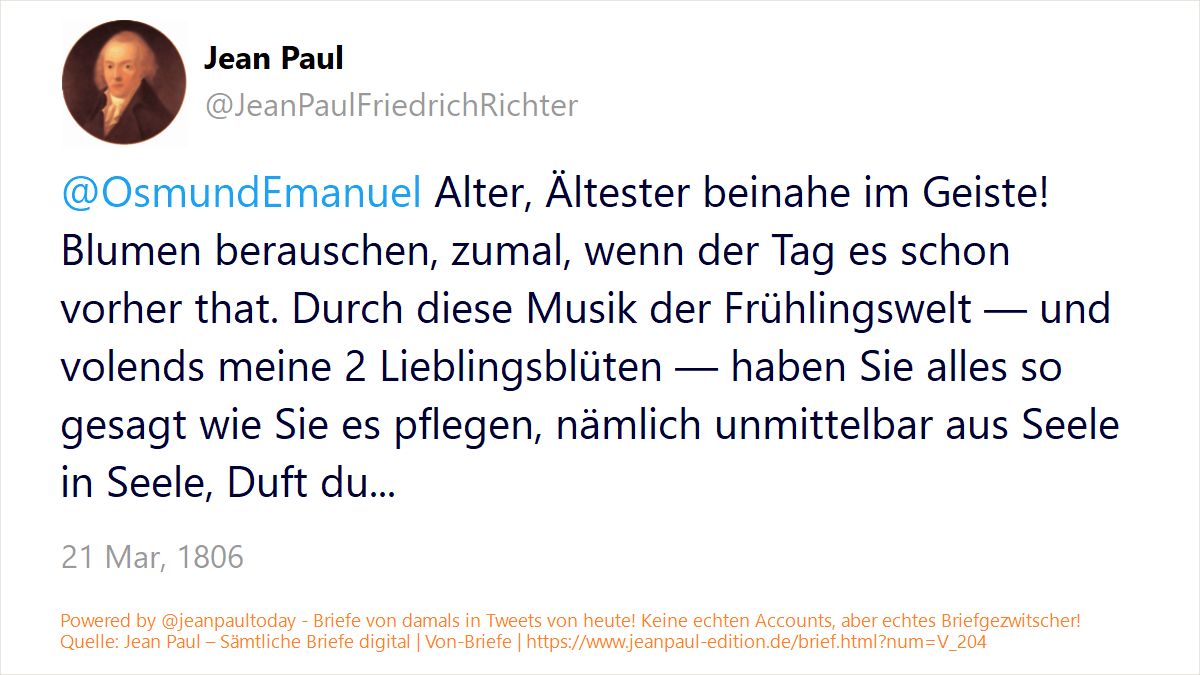 Jean Paul
@JeanPaulFriedrichRichter
@OsmundEmanuel Alter, Ältester beinahe im Geiste!
Blumen berauschen, zumal, wenn der Tag es schon
vorher that. Durch diese Musik der Frühlingswelt — und
volends meine 2 Lieblingsblüten — haben Sie alles so
gesagt wie Sie es pflegen, nämlich unmittelbar aus Seele
in Seele, Duft du...
21 Mar, 1806
Powered by @jeanpaultoday - Briefe von damals in Tweets von heute! Keine echten Accounts, aber echtes Briefgezwitscher!
Quelle: Jean Paul – Sämtliche Briefe digital | Von-Briefe | https://www.jeanpaul-edition.de/brief.html?num=V_204